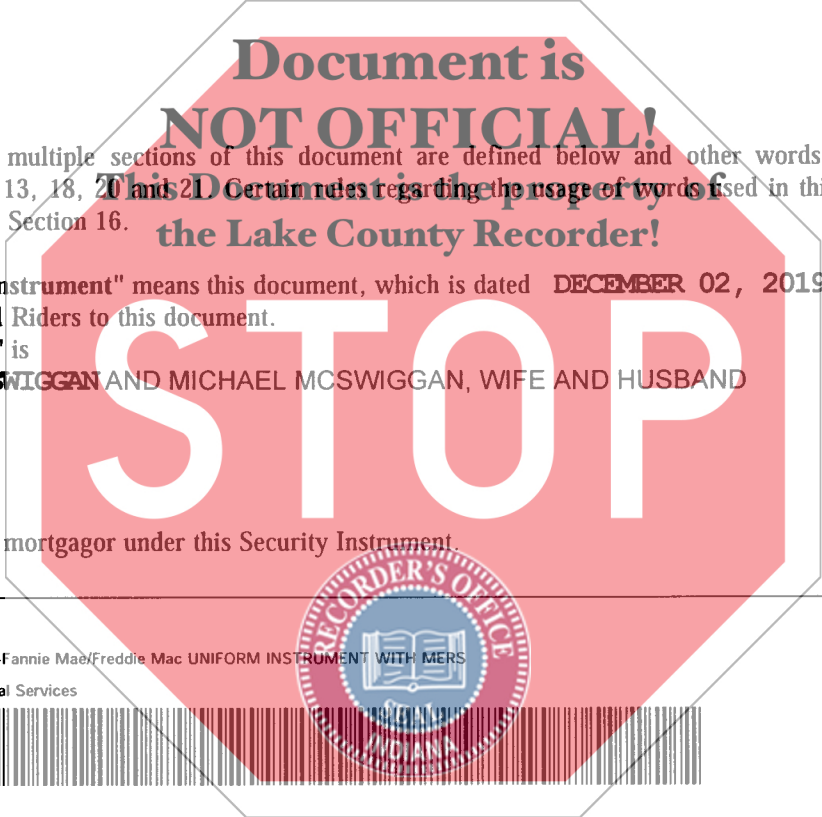 Document is
NOT OFFICIAL!
multiple sections of this document are defined below and other words
13, 18, 20 and 21. Certain rules regarding the usage of words used in thi
This Document is the property of
Section 16.
the Lake County Recorder!
nstrument" means this document, which is dated DECEMBER 02, 2019
Riders to this document.
" is
SWIGGAN AND MICHAEL MCSWIGGAN, WIFE AND HUSBAND
STOP
mortgagor under this Security Instrument.
RECORDER'S OFFICE
SEAL
INDIANA
-Fannie Mae/Freddie Mac UNIFORM INSTRUMENT WITH MERS
al Services